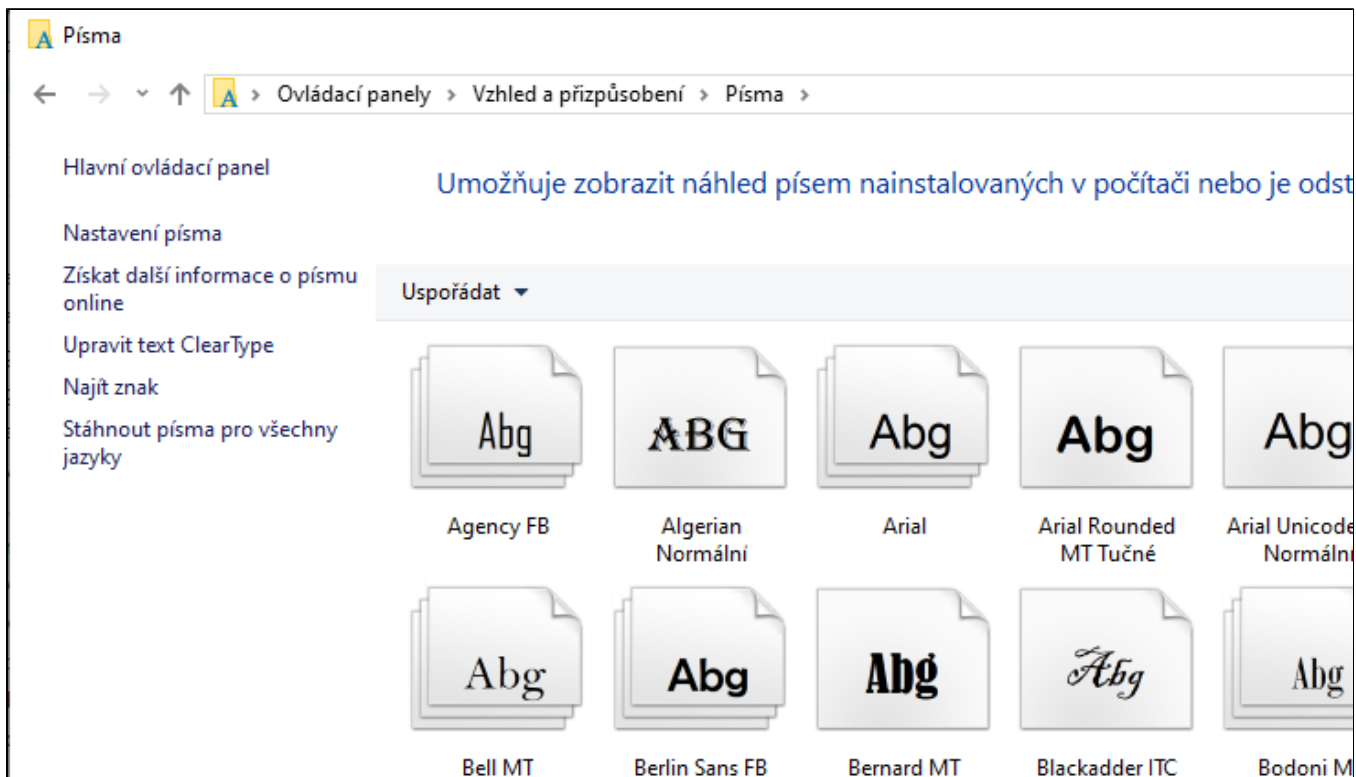 Písma
Ovládací panely > Vzhled a přizpůsobení > Písma >
Hlavní ovládací panel
Nastavení písma
Získat další informace o písmu
online
Upravit text ClearType
Najít znak
Stáhnout písma pro všechny
jazyky
Umožňuje zobrazit náhled písem nainstalovaných v počítači nebo je odst
Uspořádat
Abg ABG Abg Abg Abg
Agency FB Algerian Arial Arial Rounded Arial Unicode
Normální MT Tučné Normální
Abg Abg Abg Abg Abg
Bell MT Berlin Sans FB Bernard MT Blackadder ITC Bodoni M